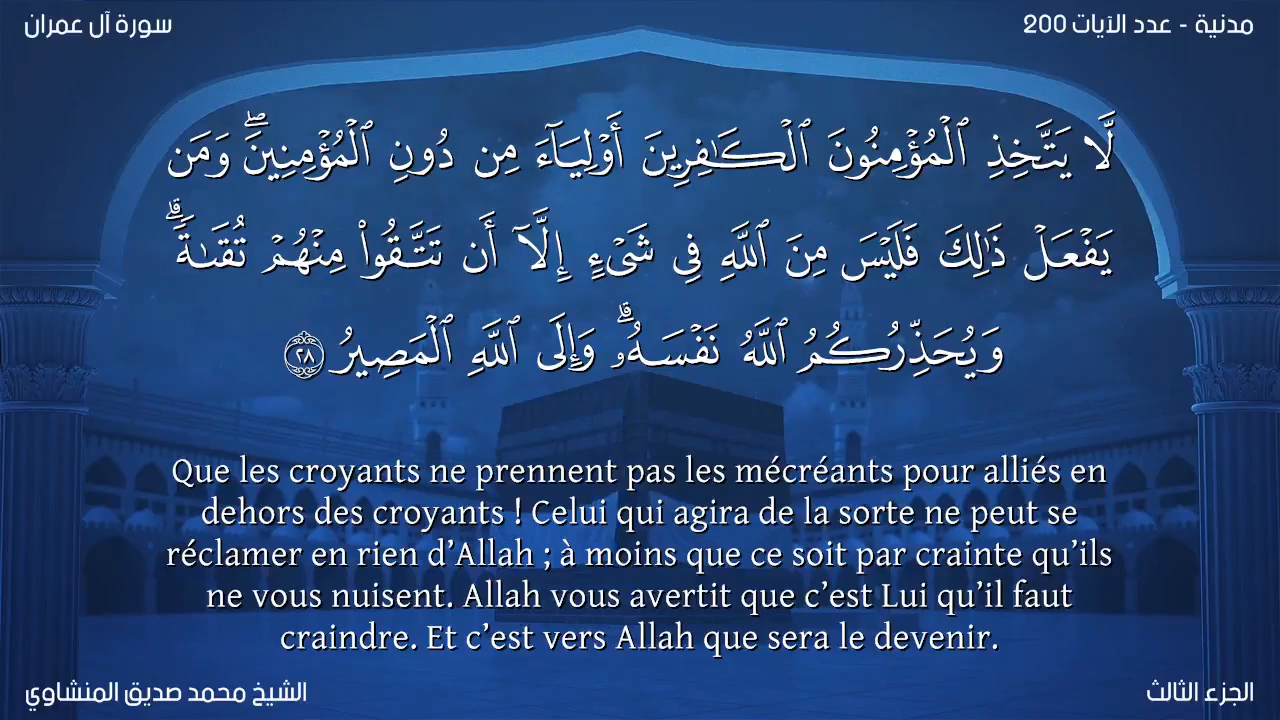 مدنية - عدد الآيات 200
سورة آل عمران
لَّا يَتَّخِذِ ٱلْمُؤْمِنُونَ ٱلْكَـٰفِرِينَ أَوْلِيَآءَ مِن دُونِ ٱلْمُؤْمِنِينَ ۖ وَمَن
يَفْعَلْ ذَٰلِكَ فَلَيْسَ مِنَ ٱللَّهِ فِى شَىْءٍ إِلَّآ أَن تَتَّقُوا۟ مِنْهُمْ تُقَىٰةً ۗ
وَيُحَذِّرُكُمُ ٱللَّهُ نَفْسَهُۥ ۗ وَإِلَى ٱللَّهِ ٱلْمَصِيرُ ٢٨
Que les croyants ne prennent pas les mécréants pour alliés en
dehors des croyants ! Celui qui agira de la sorte ne peut se
réclamer en rien d’Allah ; à moins que ce soit par crainte qu’ils
ne vous nuisent. Allah vous avertit que c’est Lui qu’il faut
craindre. Et c’est vers Allah que sera le devenir.
الجزء الثالث
الشيخ محمد صديق المنشاوي